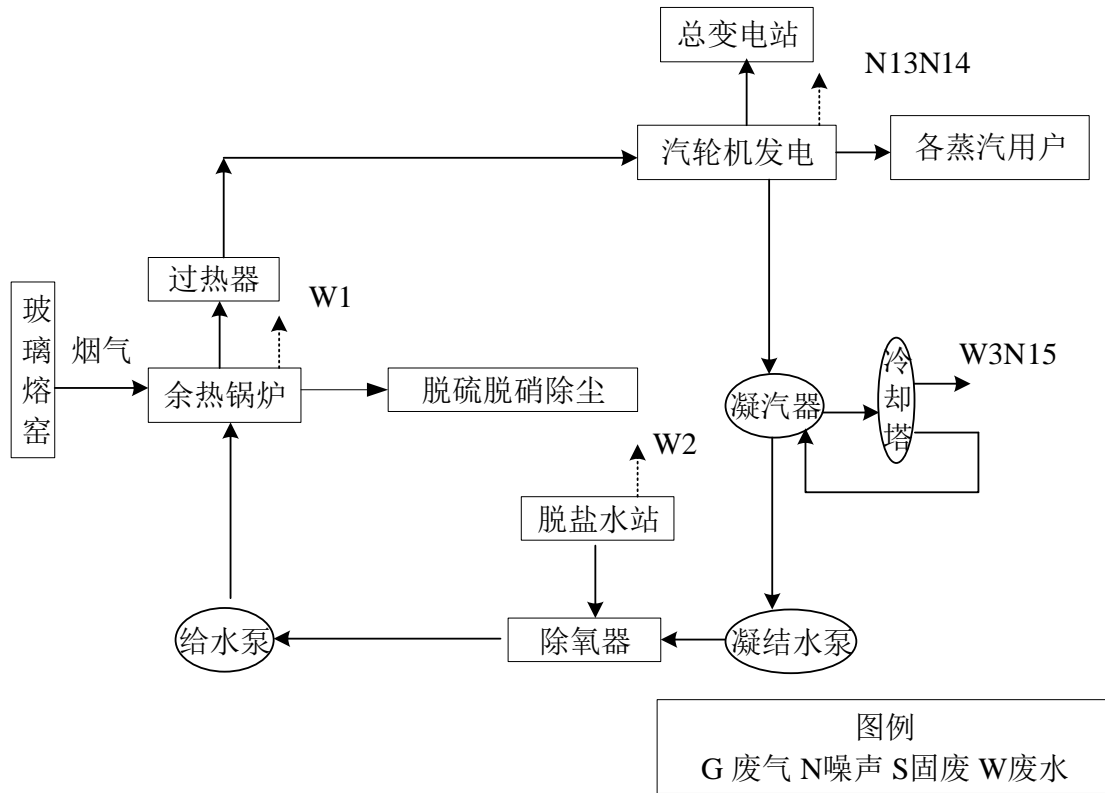 总变电站
N13N14
汽轮机发电
各蒸汽用户
过热器
W1
玻璃熔窑
烟气
余热锅炉
脱硫脱硝除尘
凝汽器
冷却塔
W3N15
W2
脱盐水站
给水泵
除氧器
凝结水泵
图例
G 废气 N噪声 S固废 W废水